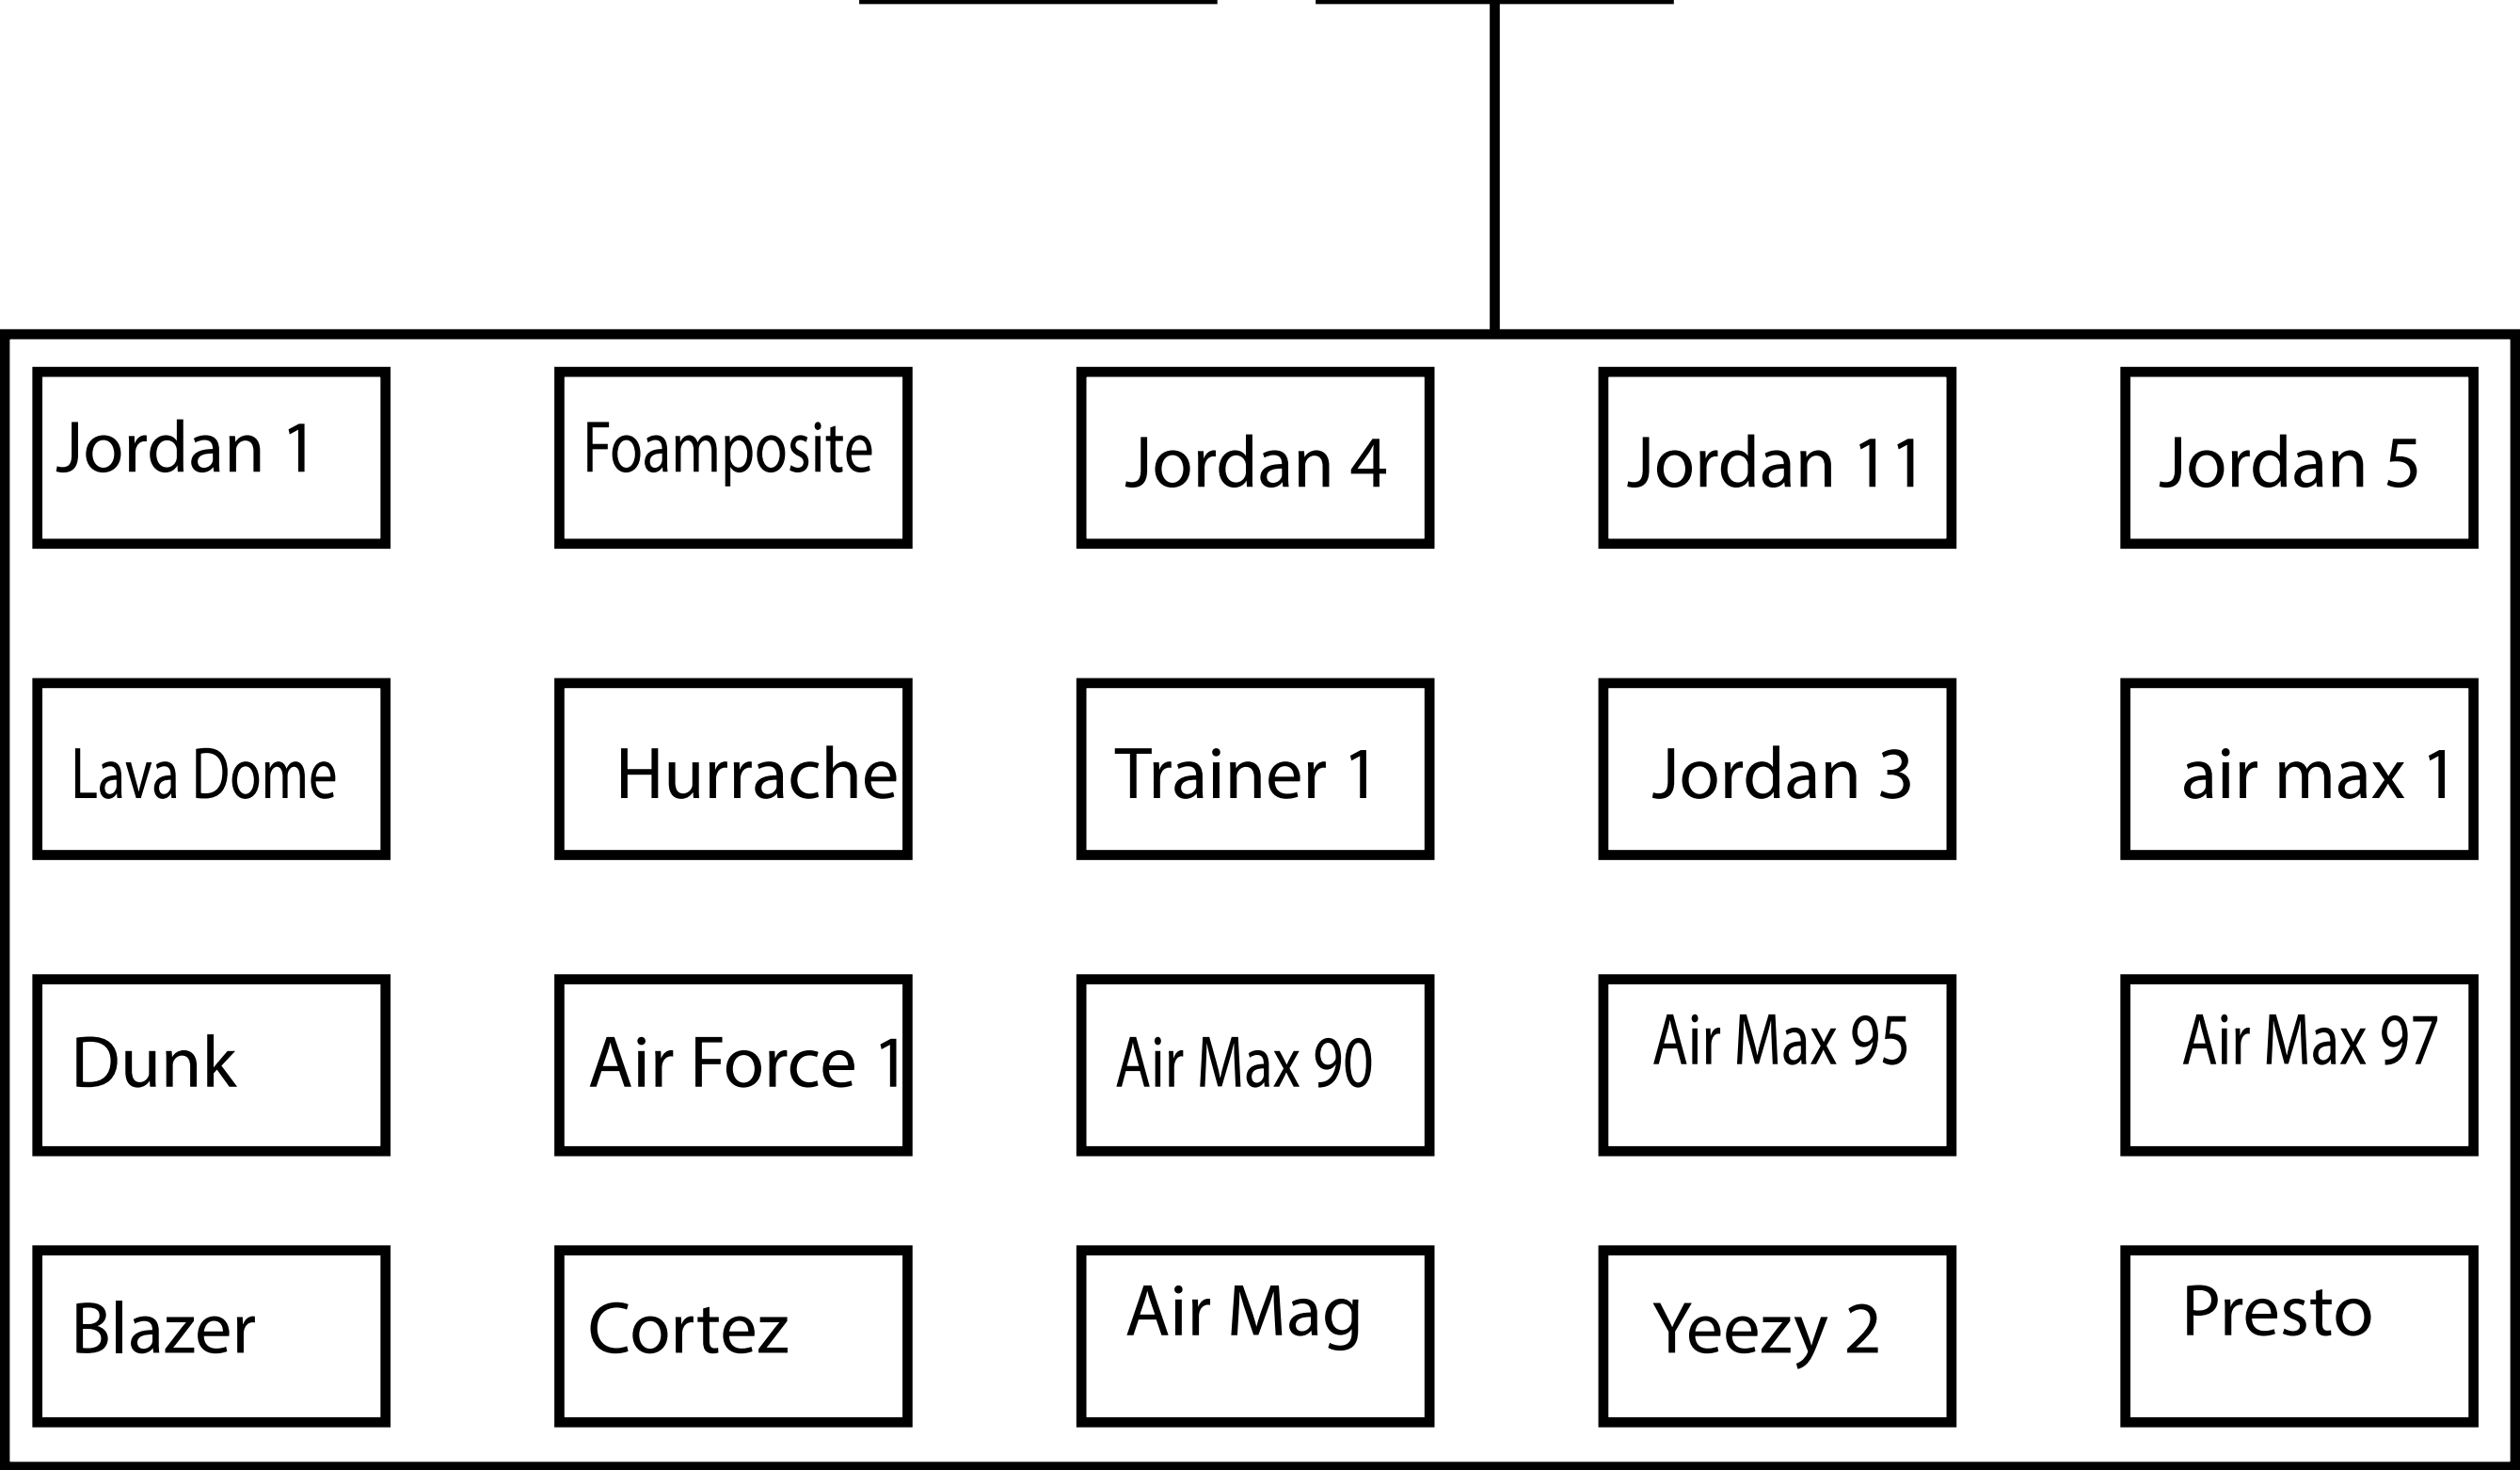 Jordan 1
Foamposite
Jordan 4
Jordan 11
Jordan 5
Lava Dome
Hurrache
Trainer 1
Jordan 3
air max 1
Dunk
Air Force 1
Air Max 90
Air Max 95
Air Max 97
Blazer
Cortez
Air Mag
Yeezy 2
Presto